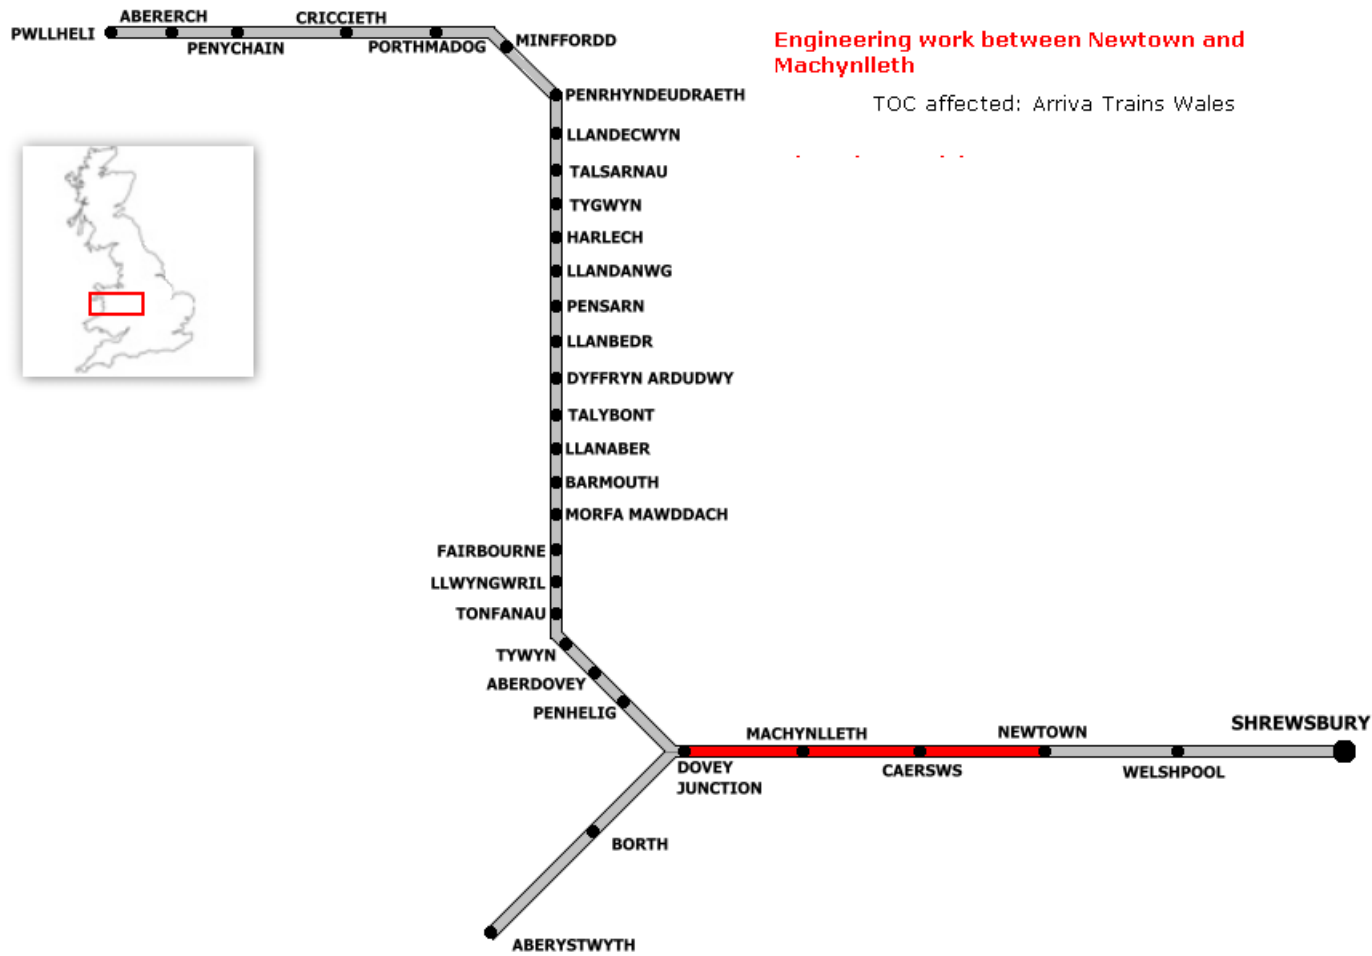 ABERERCH
CRICCIETH
PWLLHELI
PENYCHAIN
PORTHMADOG
MINFFORDD
Engineering work between Newtown and
Machynlleth
TOC affected: Arriva Trains Wales
PENRHYNDEUDRAETH
LLANDECWYN
TALSARNAU
TYGWYN
HARLECH
LLANDANWG
PENSARN
LLANBEDR
DYFFRYN ARDUDWY
TALYBONT
LLANABER
BARMOUTH
MORFA MAWDDACH
FAIRBOURNE
LLWYNGWRIL
TONFANAU
TYWYN
ABERDOVEY
PENHELIG
DOVEY
JUNCTION
MACHYNLLETH
CAERSWS
NEWTOWN
WELSHPOOL
SHREWSBURY
BORTH
ABERYSTWYTH